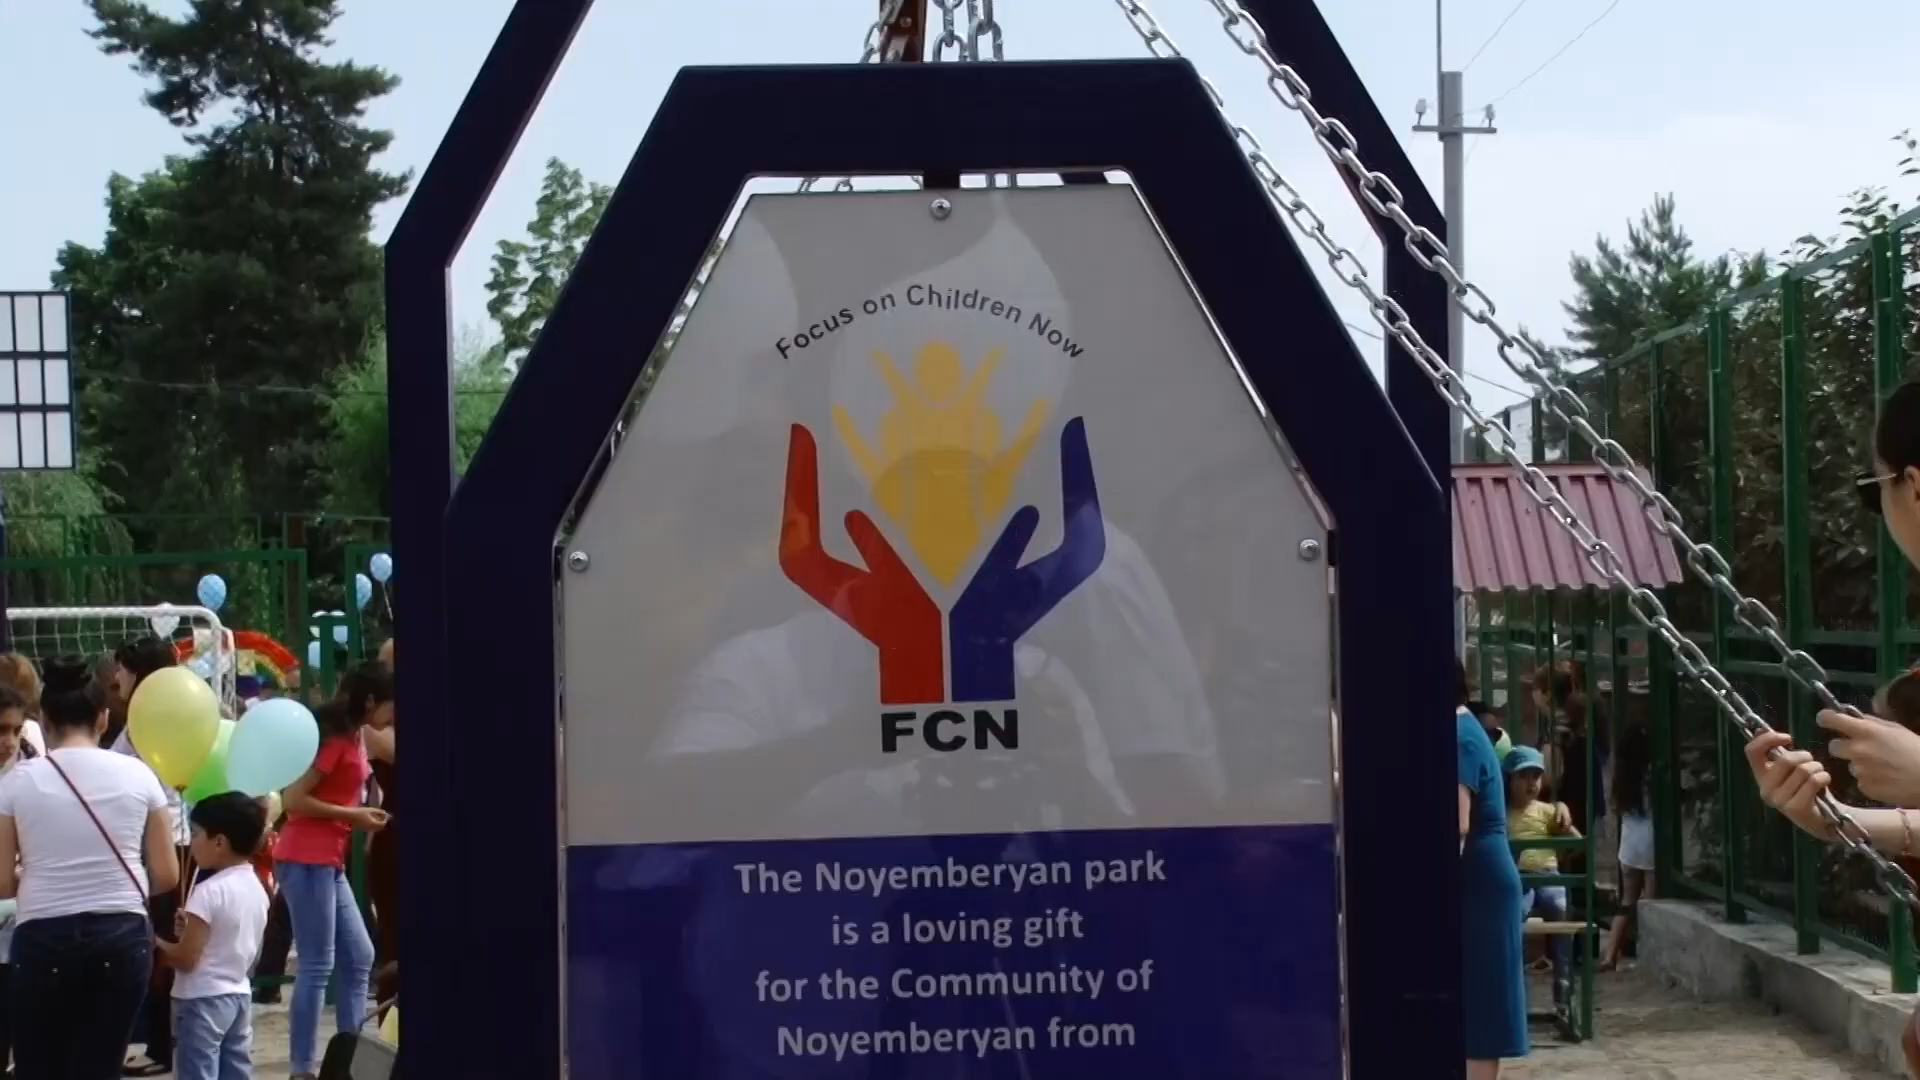 Focus on Children Now
FCN
The Noyemberyan park
is a loving gift
for the Community of
Noyemberyan from